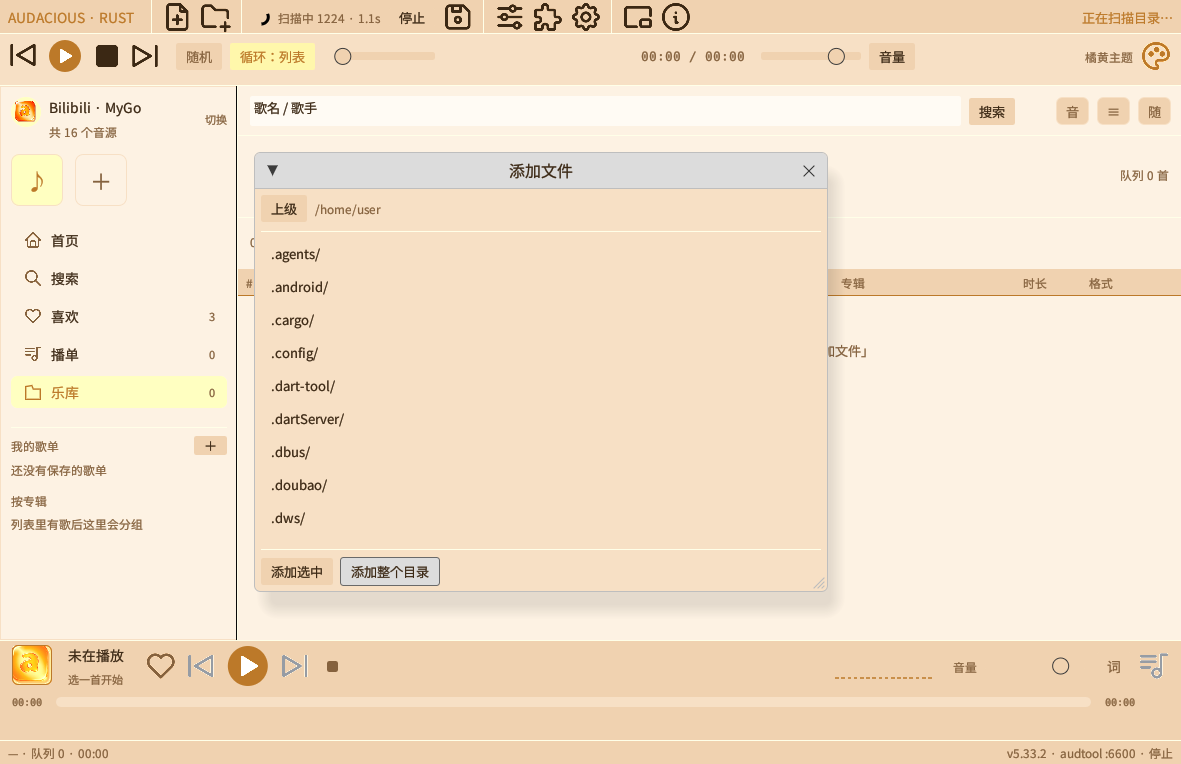 AUDACIOUS · RUST
扫描中 1224 · 1.1s
停止
正在扫描目录…
随机
循环：列表
00:00 / 00:00
音量
橘黄主题
Bilibili · MyGo
共 16 个音源
切换
歌名 / 歌手
搜索
音
≡
随
♪
+
添加文件
队列 0 首
上级
/home/user
首页
搜索
喜欢
3
播单
0
乐库
0
#
专辑
时长
格式
.agents/
.android/
.cargo/
.config/
加文件」
.dart-tool/
.dartServer/
.dbus/
.doubao/
.dws/
我的歌单
+
还没有保存的歌单
按专辑
列表里有歌后这里会分组
添加选中
添加整个目录
未在播放
选一首开始
音量
词
00:00
00:00
— · 队列 0 · 00:00
v5.33.2 · audtool :6600 · 停止